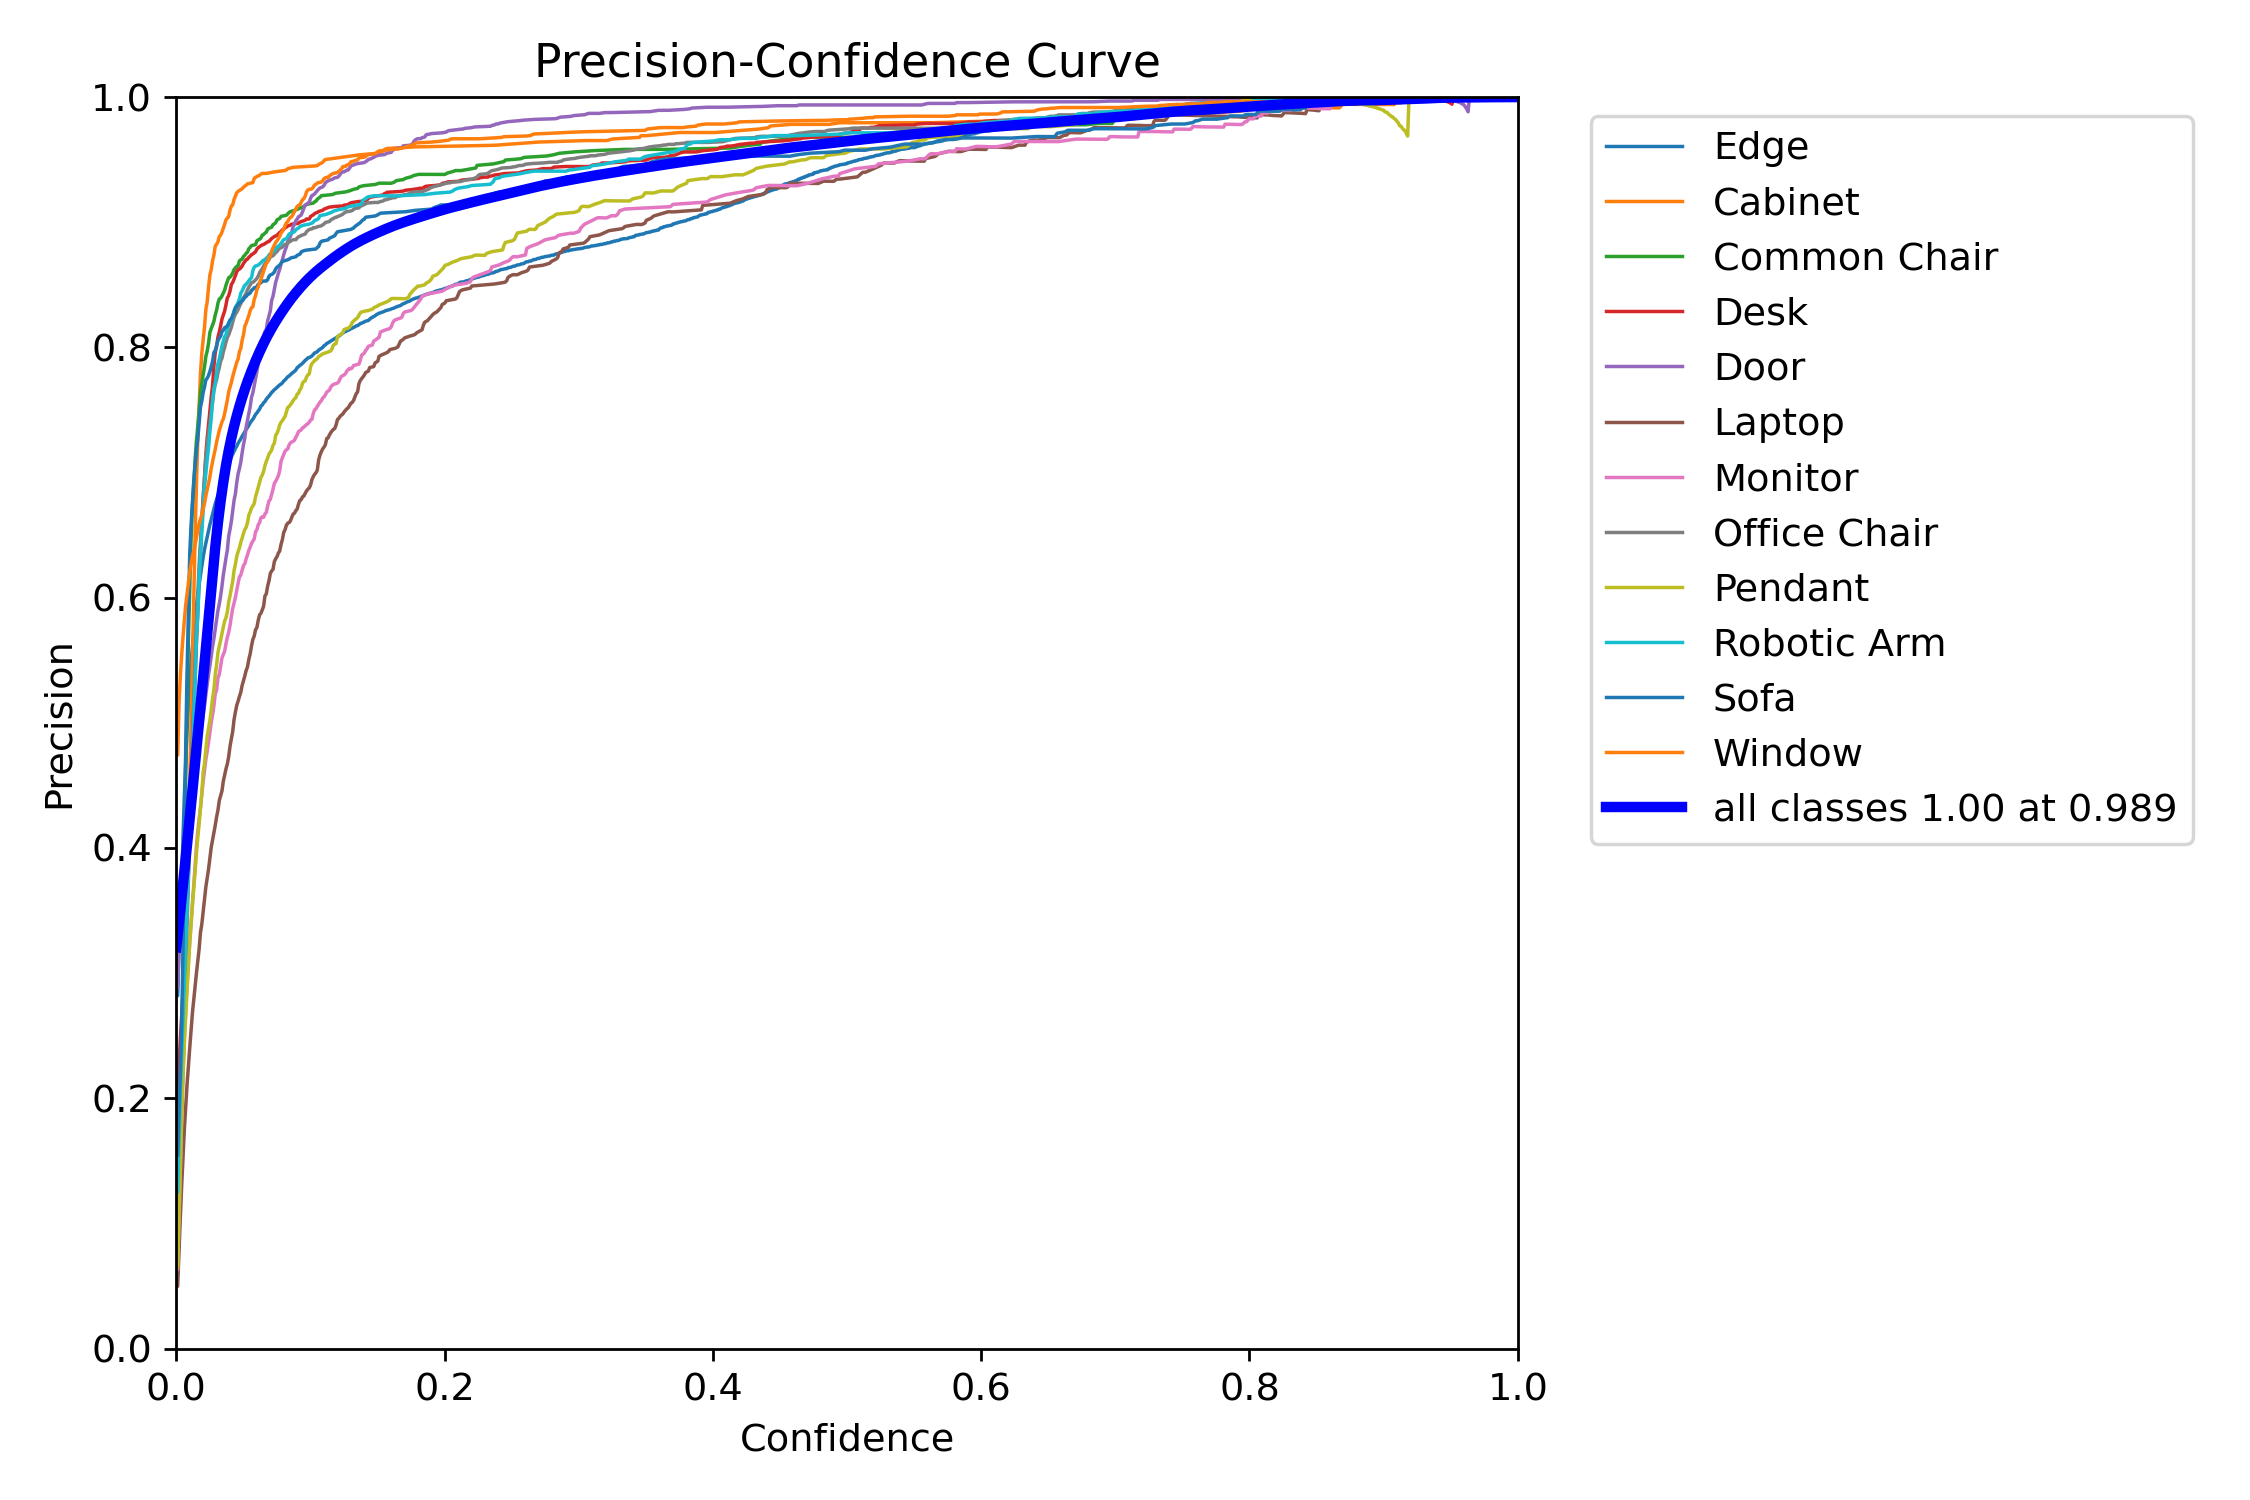 Precision-Confidence Curve
1.0
0.8
0.6
0.4
0.2
0.0
Precision
0.0 0.2 0.4 0.6 0.8 1.0
Confidence
Edge
Cabinet
Common Chair
Desk
Door
Laptop
Monitor
Office Chair
Pendant
Robotic Arm
Sofa
Window
all classes 1.00 at 0.989